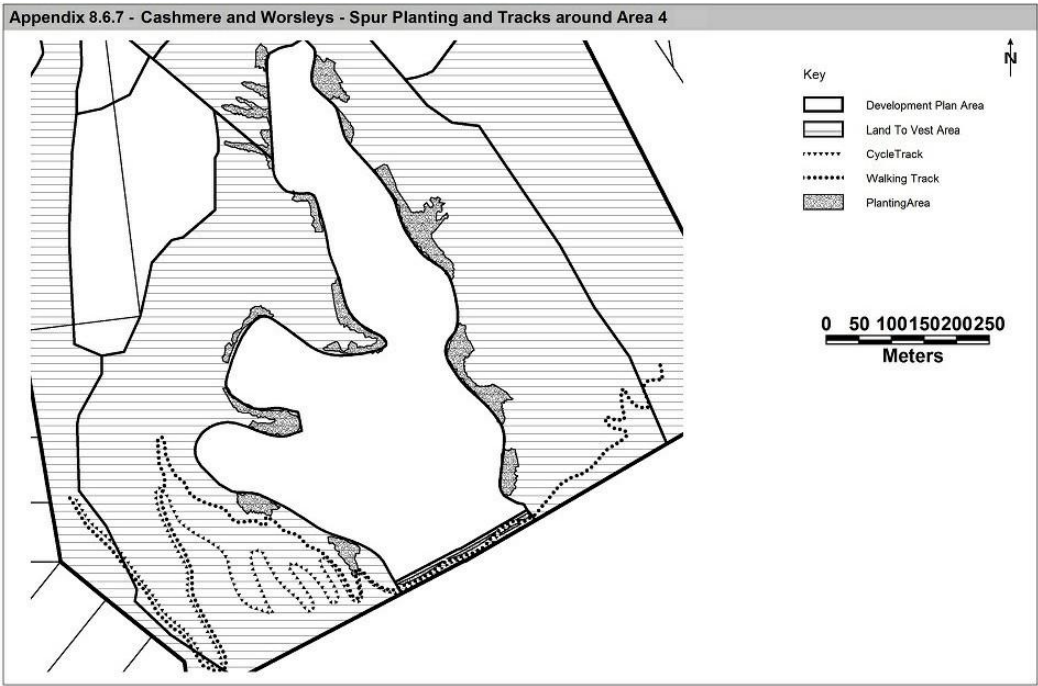 Appendix 8.6.7 - Cashmere and Worsleys - Spur Planting and Tracks around Area 4
N
Key
Development Plan Area
Land To Vest Area
CycleTrack
Walking Track
PlantingArea
0 50 100150200250
Meters